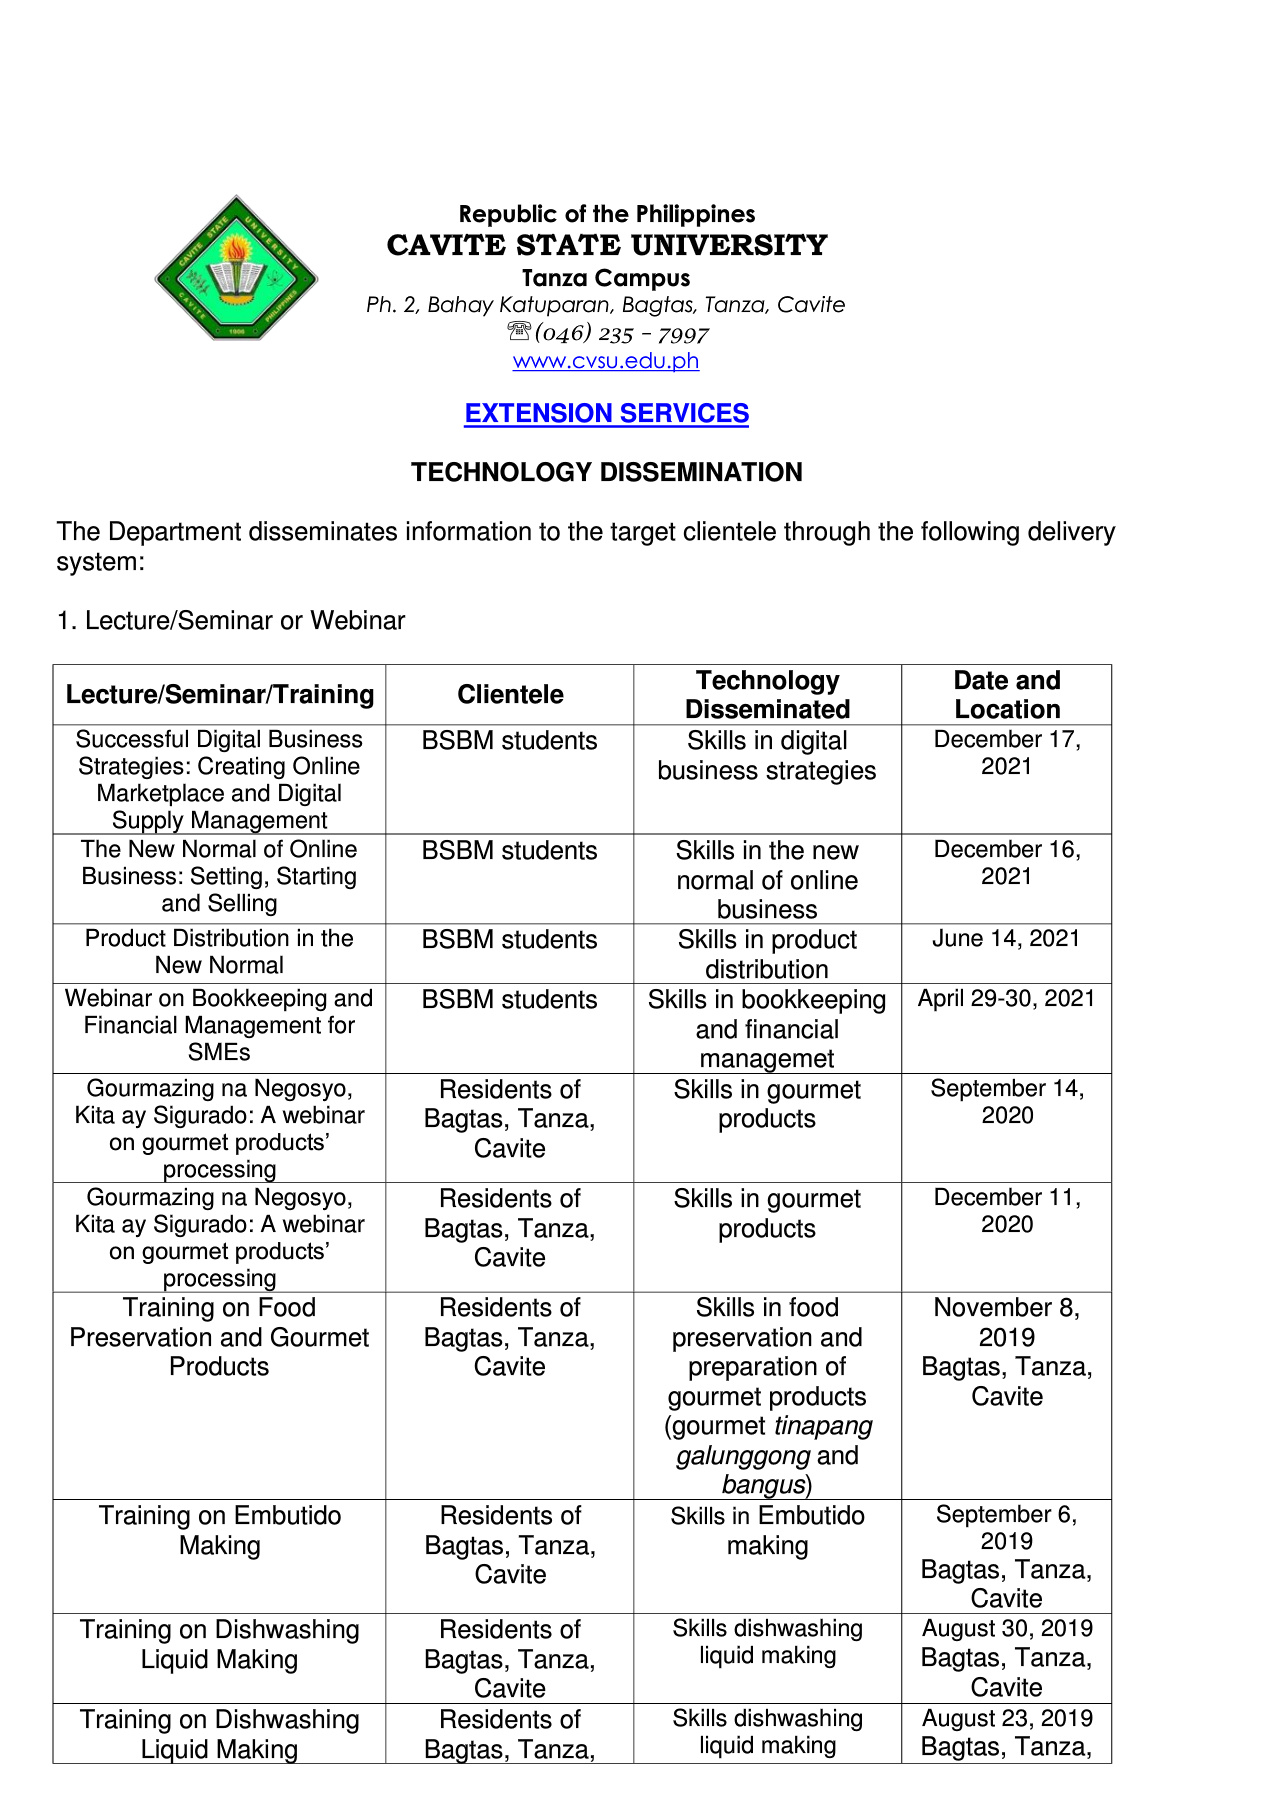 CAVITE STATE UNIVERSITY
CAVITE PHILIPPINES
1906
Republic of the Philippines
CAVITE STATE UNIVERSITY
Tanza Campus
Ph. 2, Bahay Katuparan, Bagtas, Tanza, Cavite
☏(046) 235 – 7997
www.cvsu.edu.ph
EXTENSION SERVICES
TECHNOLOGY DISSEMINATION
The Department disseminates information to the target clientele through the following delivery
system:
1. Lecture/Seminar or Webinar
Lecture/Seminar/Training
Clientele
Technology
Disseminated
Date and
Location
Successful Digital Business
Strategies: Creating Online
Marketplace and Digital
Supply Management
BSBM students
Skills in digital
business strategies
December 17,
2021
The New Normal of Online
Business: Setting, Starting
and Selling
BSBM students
Skills in the new
normal of online
business
December 16,
2021
Product Distribution in the
New Normal
BSBM students
Skills in product
distribution
June 14, 2021
Webinar on Bookkeeping and
Financial Management for
SMEs
BSBM students
Skills in bookkeeping
and financial
managemet
April 29-30, 2021
Gourmazing na Negosyo,
Kita ay Sigurado: A webinar
on gourmet products’
processing
Residents of
Bagtas, Tanza,
Cavite
Skills in gourmet
products
September 14,
2020
Gourmazing na Negosyo,
Kita ay Sigurado: A webinar
on gourmet products’
processing
Residents of
Bagtas, Tanza,
Cavite
Skills in gourmet
products
December 11,
2020
Training on Food
Preservation and Gourmet
Products
Residents of
Bagtas, Tanza,
Cavite
Skills in food
preservation and
preparation of
gourmet products
(gourmet tinapang
galunggong and
bangus)
November 8,
2019
Bagtas, Tanza,
Cavite
Training on Embutido
Making
Residents of
Bagtas, Tanza,
Cavite
Skills in Embutido
making
September 6,
2019
Bagtas, Tanza,
Cavite
Training on Dishwashing
Liquid Making
Residents of
Bagtas, Tanza,
Cavite
Skills dishwashing
liquid making
August 30, 2019
Bagtas, Tanza,
Cavite
Training on Dishwashing
Liquid Making
Residents of
Bagtas, Tanza,
Skills dishwashing
liquid making
August 23, 2019
Bagtas, Tanza,